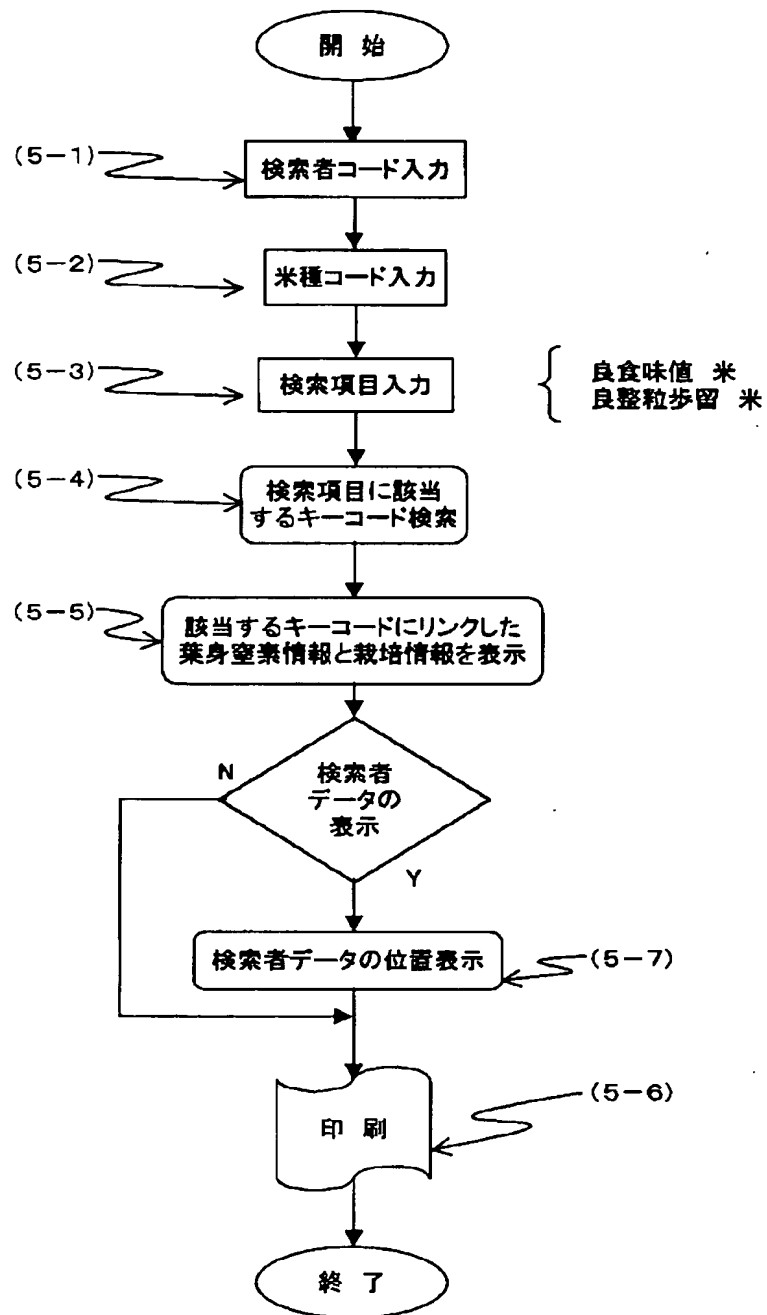 開 始
(5-1)
検索者コード入力
(5-2)
米種コード入力
(5-3)
検索項目入力
良食味値 米
良整粒歩留 米
(5-4)
検索項目に該当
するキーコード検索
(5-5)
該当するキーコードにリンクした
葉身窒素情報と栽培情報を表示
N
検索者
データの
表示
Y
検索者データの位置表示
(5-7)
(5-6)
印 刷
終 了